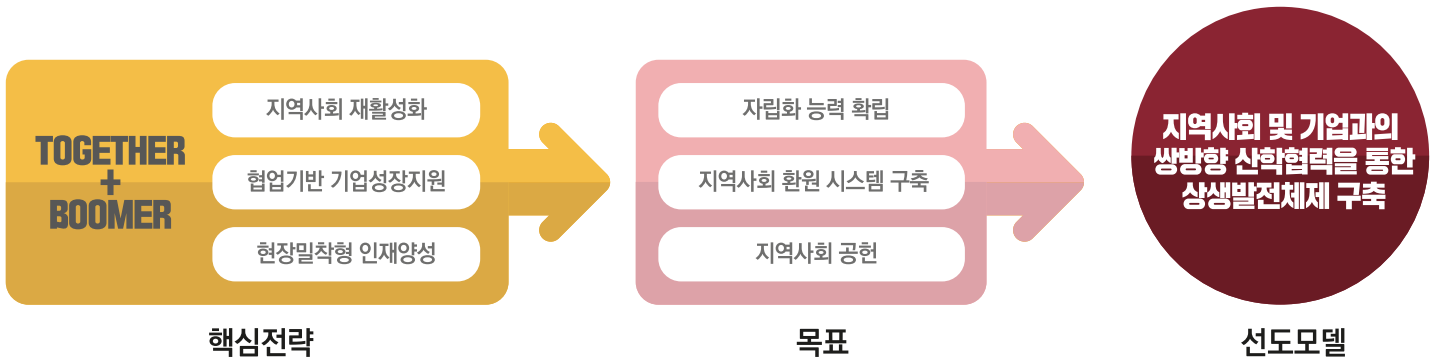 TOGETHER
+
BOOMER
지역사회 재활성화
협업기반 기업성장지원
현장밀착형 인재양성
핵심전략
자립화 능력 확립
지역사회 환원 시스템 구축
지역사회 공헌
목표
지역사회 및 기업과의
쌍방향 산학협력을 통한
상생발전체제 구축
선도모델